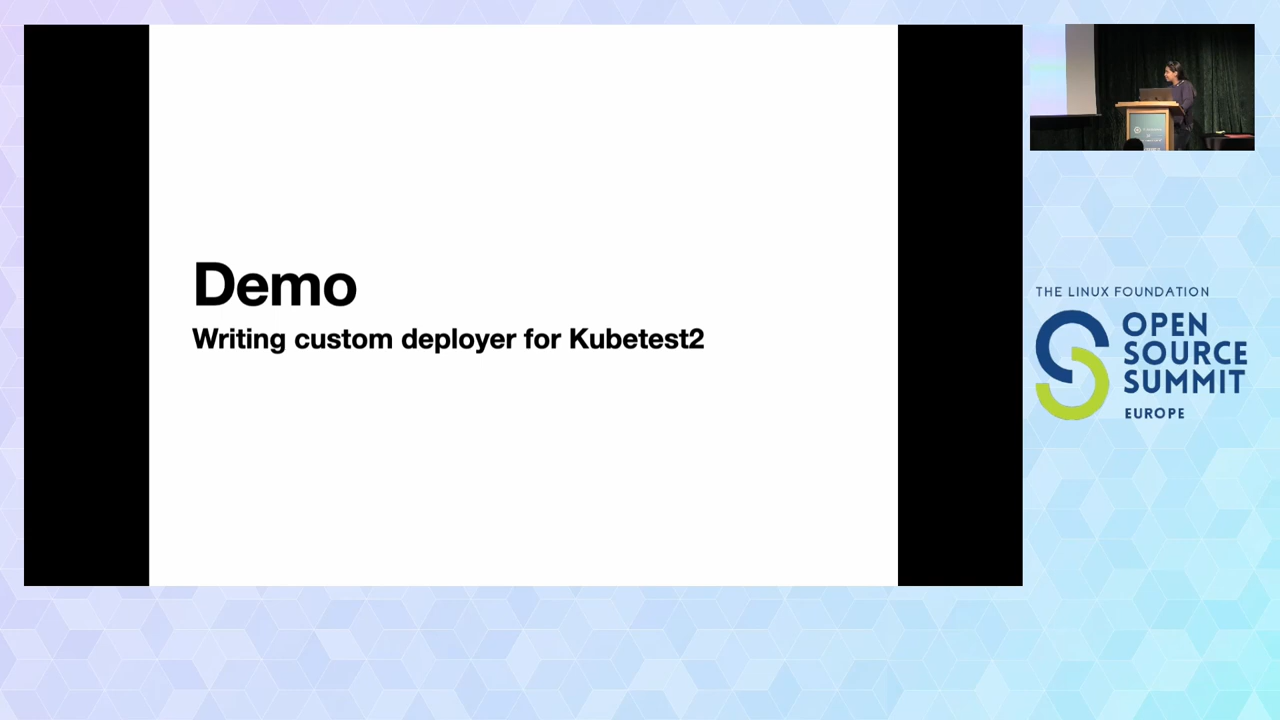 Demo
Writing custom deployer for Kubetest2
THE LINUX FOUNDATION
OPEN
SOURCE
SUMMIT
EUROPE